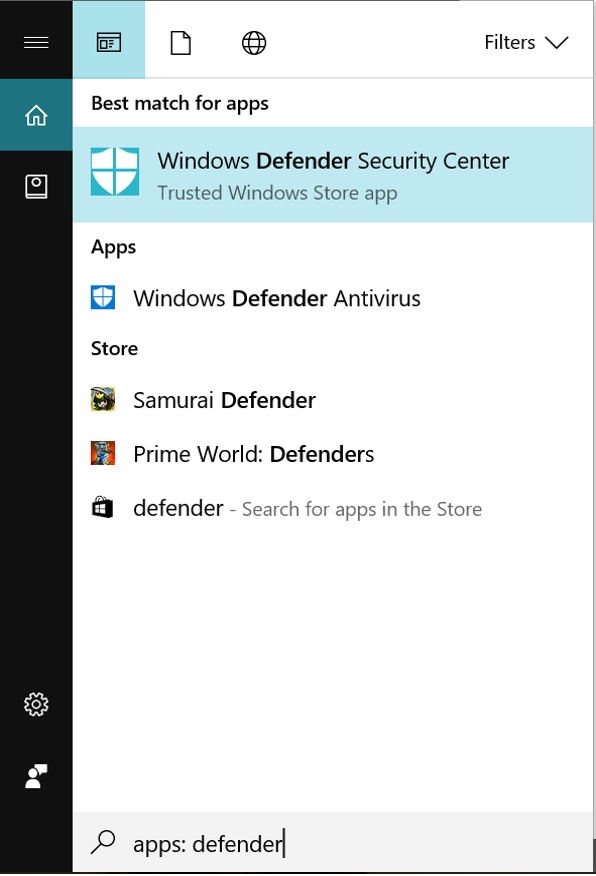 Filters
Best match for apps
Windows Defender Security Center
Trusted Windows Store app
Apps
Windows Defender Antivirus
Store
Samurai Defender
Prime World: Defenders
defender - Search for apps in the Store
apps: defender